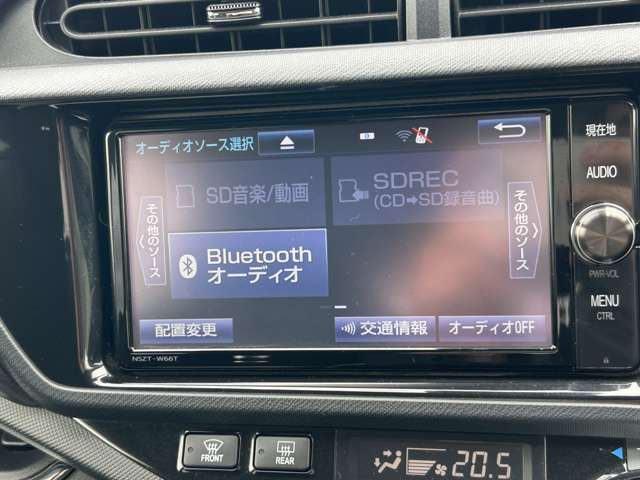 オーディオソース選択
現在地
SD音楽/動画
SDREC
(CD➡SD録音曲)
AUDIO
その他のソース
その他のソース
Bluetooth
オーディオ
PWR-VOL
MENU
CTRL
配置変更
交通情報
オーディオOFF
NSZT-W66T
FRONT
REAR
20.5